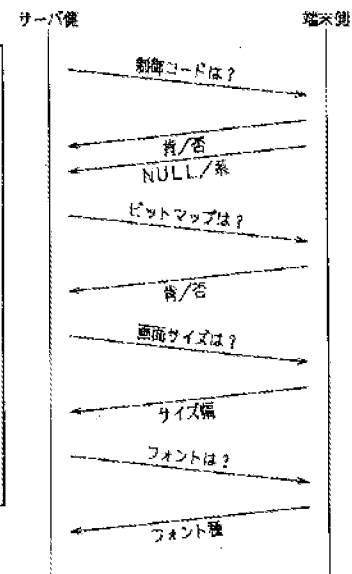 サーバ側
端末側
制御コードは?
肯/否
NULL/系
ビットマップは?
肯/否
画面サイズは?
サイズ幅
フォントは?
フォント種